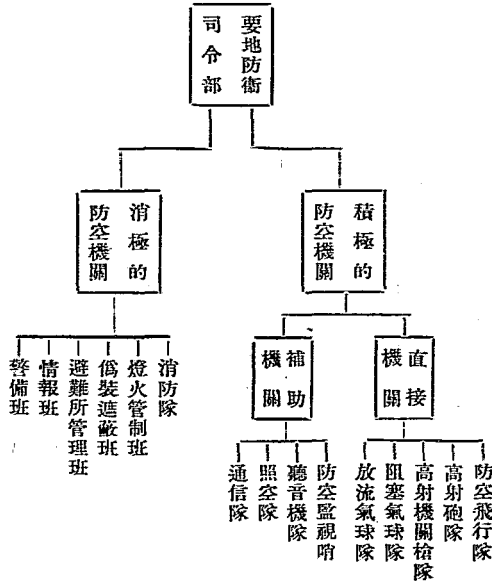 要地防衞
司令部
積極的
防空機關
消極的
防空機關
直接
機關
補助
機關
防空飛行隊
高射砲隊
高射機關槍隊
阻塞氣球隊
放流氣球隊
防空監視哨
聽音機隊
照空隊
通信隊
消防隊
燈火管制班
僞裝遮蔽班
避難所管理班
情報班
警備班